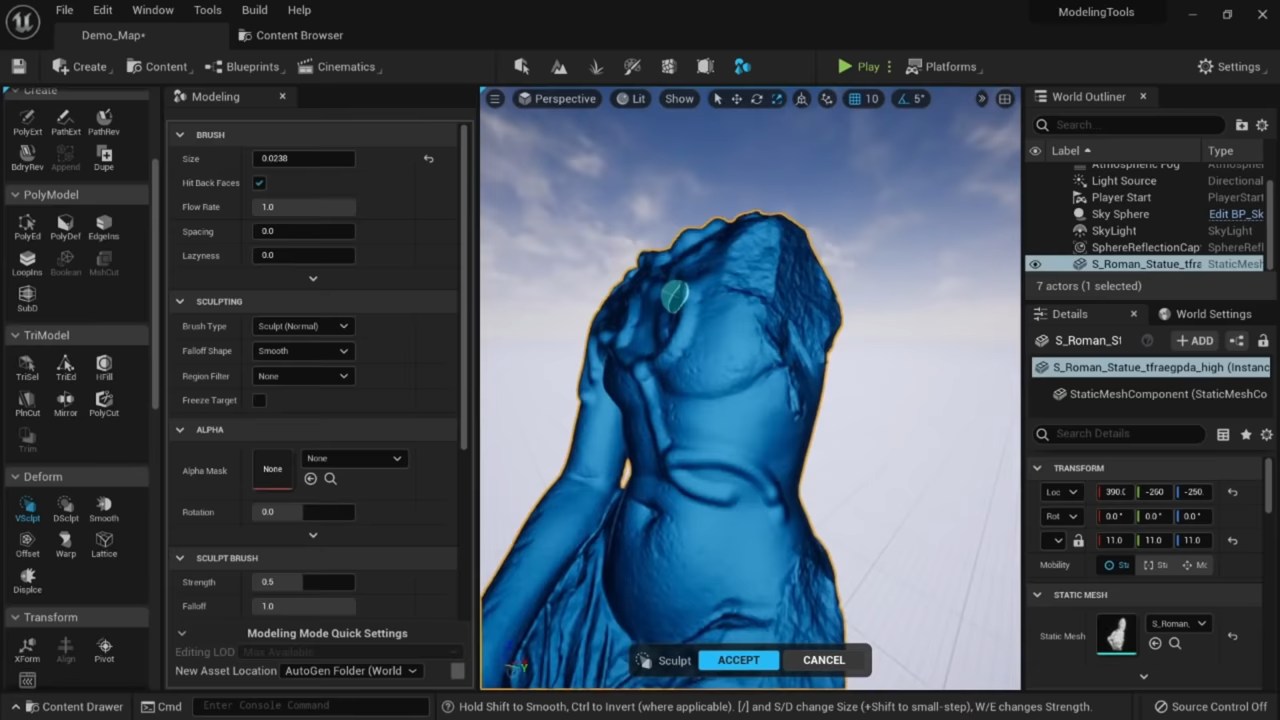 File Edit Window Tools Build Help
ModelingTools
Demo_Map*
Content Browser
Create
Content
Blueprints
Cinematics
Play
Platforms
Settings
Create
PolyExt PathExt PathRev
BdryRev Append Dupe
PolyModel
PolyEd PolyDef EdgeIns
LoopIns Boolean MshCut
SubD
TriModel
TriSel TriEd HFill
PlnCut Mirror PolyCut
Trim
Deform
VSclpt DSclpt Smooth
Offset Warp Lattice
Displce
Transform
XForm Align Pivot
Modeling
BRUSH
Size 0.0238
Hit Back Faces
Flow Rate 1.0
Spacing 0.0
Lazyness 0.0
SCULPTING
Brush Type Sculpt (Normal)
Falloff Shape Smooth
Region Filter None
Freeze Target
ALPHA
Alpha Mask None None
Rotation 0.0
SCULPT BRUSH
Strength 0.5
Falloff 1.0
Modeling Mode Quick Settings
Editing LOD Max Available
New Asset Location AutoGen Folder (World
Perspective Lit Show 10 5°
Sculpt ACCEPT CANCEL
World Outliner
Search...
Label Type
Atmospheric Fog Atmospheric
Light Source Directional
Player Start PlayerStart
Sky Sphere Edit BP_Sk
SkyLight SkyLight
SphereReflectionCap SphereRefl
S_Roman_Statue_tfra StaticMesh
7 actors (1 selected)
Details
World Settings
S_Roman_St
ADD
S_Roman_Statue_tfraegpda_high (Instanc
StaticMeshComponent (StaticMeshCo
Search Details
TRANSFORM
Loc 390.0 -260 -250.
Rot 0.0° 0.0° 0.0°
11.0 11.0 11.0
Mobility Sta Sta Mo
STATIC MESH
Static Mesh S_Roman_
Content Drawer
Cmd
Enter Console Command
Hold Shift to Smooth, Ctrl to Invert (where applicable). [/] and S/D change Size (+Shift to small-step), W/E changes Strength.
Source Control Off